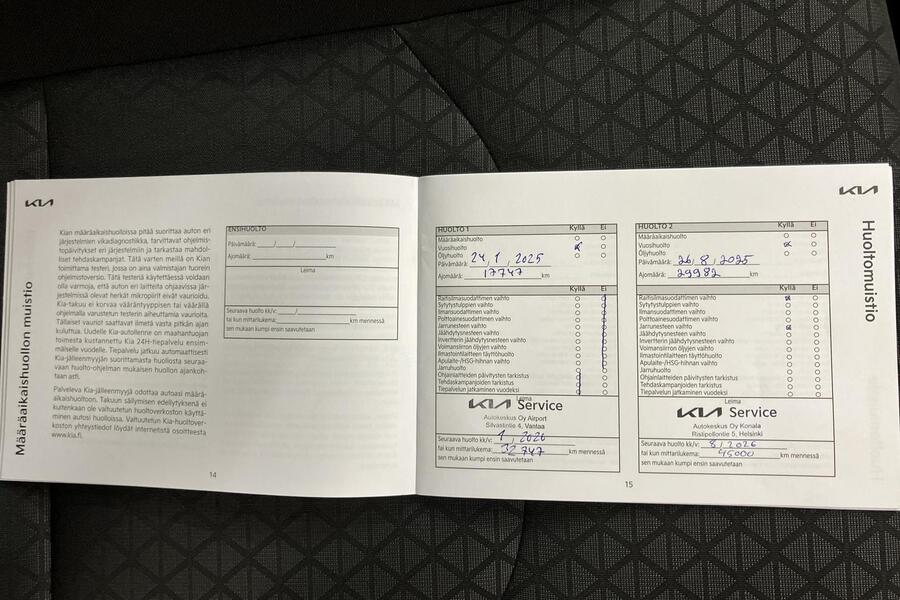 KIA
Määräaikaishuollon muistio
Kian määräaikaishuolloissa pitää suorittaa auton eri
järjestelmien vikadiagnostiikka, tarvittavat ohjelmis-
topäivitykset eri järjestelmiin ja tarkastaa mahdol-
liset tehdaskampanjat. Tätä varten meillä on Kian
toimittama testeri, jossa on aina valmistajan tuorein
ohjelmistoversio. Tätä testeriä käytettäessä voidaan
olla varmoja, että auton eri laitteita ohjaavissa jär-
jestelmissä olevat herkät mikropiirit eivät vaurioidu.
Kia-takuu ei korvaa vääräntyyppisen tai väärällä
ohjelmalla varustetun testerin aiheuttamia vaurioita.
Tällaiset vauriot saattavat ilmetä vasta pitkän ajan
kuluttua. Uudelle Kia-autollenne on maahantuojan
toimesta kustannettu Kia 24H-tiepalvelu ensim-
mäiselle vuodelle. Tiepalvelu jatkuu automaattisesti
Kia-jälleenmyyjän suorittamasta huollosta seuraa-
vaan huolto-ohjelman mukaisen huollon ajankoh-
taan asti.
Palveleva Kia-jälleenmyyjä odottaa autoasi määrä-
aikaishuoltoon. Takuun säilymisen edellytyksenä ei
kuitenkaan ole valtuutetun huoltoverkoston käyttä-
minen autosi huolloissa. Valtuutetun Kia-huoltover-
koston yhteystiedot löydät internetistä osoitteesta
www.kia.fi.
14
ENSIHUOLTO
Päivämäärä: ____/____/________
Ajomäärä: ________________km
Leima
Seuraava huolto kk/v: ____/____________
tai kun mittarilukema: ________________km mennessä
sen mukaan kumpi ensin saavutetaan
HUOLTO 1 Kyllä Ei
Määräaikaishuolto
Vuosihuolto
Öljyhuolto
Päivämäärä: 24, 1, 2025
Ajomäärä: 17747 km
Kyllä Ei
Raitisilmasuodattimen vaihto
Sytytystulppien vaihto
Ilmansuodattimen vaihto
Polttoainesuodattimen vaihto
Jarrunesteen vaihto
Jäähdytysnesteen vaihto
Invertterin jäähdytysnesteen vaihto
Voimansiirron öljyjen vaihto
Ilmastointilaitteen täyttöhuolto
Apulaite-/HSG-hihnan vaihto
Jarruhuolto
Ohjainlaitteiden päivitysten tarkistus
Tehdaskampanjoiden tarkistus
Tiepalvelun jatkaminen vuodeksi
Leima
KIA Service
Autokeskus Oy Airport
Silvastintie 4, Vantaa
Seuraava huolto kk/v: 1, 2026
tai kun mittarilukema: 32 747 km mennessä
sen mukaan kumpi ensin saavutetaan
15
KIA
Huoltomuistio
HUOLTO 2 Kyllä Ei
Määräaikaishuolto
Vuosihuolto
Öljyhuolto
Päivämäärä: 26, 8, 2025
Ajomäärä: 29982 km
Kyllä Ei
Raitisilmasuodattimen vaihto
Sytytystulppien vaihto
Ilmansuodattimen vaihto
Polttoainesuodattimen vaihto
Jarrunesteen vaihto
Jäähdytysnesteen vaihto
Invertterin jäähdytysnesteen vaihto
Voimansiirron öljyjen vaihto
Ilmastointilaitteen täyttöhuolto
Apulaite-/HSG-hihnan vaihto
Jarruhuolto
Ohjainlaitteiden päivitysten tarkistus
Tehdaskampanjoiden tarkistus
Tiepalvelun jatkaminen vuodeksi
Leima
KIA Service
Autokeskus Oy Konala
Ristipellontie 5, Helsinki
Seuraava huolto kk/v: 8, 2026
tai kun mittarilukema: 45000 km mennessä
sen mukaan kumpi ensin saavutetaan